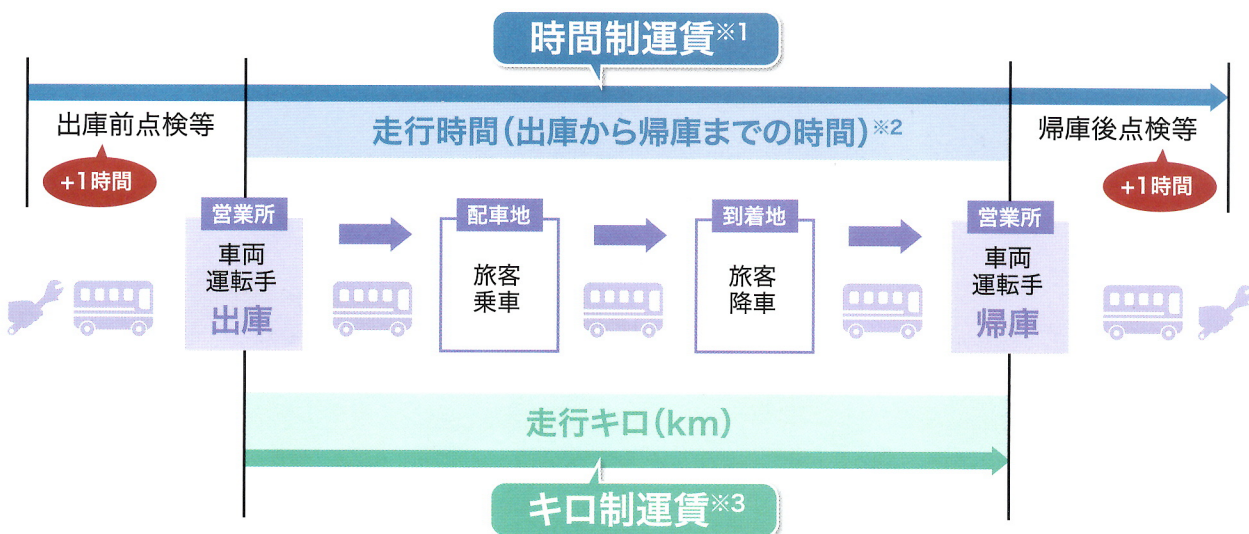 時間制運賃※1
出庫前点検等
走行時間(出庫から帰庫までの時間)※2
帰庫後点検等
+1時間
+1時間
営業所
車両
運転手
出庫
配車地
旅客
乗車
到着地
旅客
降車
営業所
車両
運転手
帰庫
走行キロ(km)
キロ制運賃※3